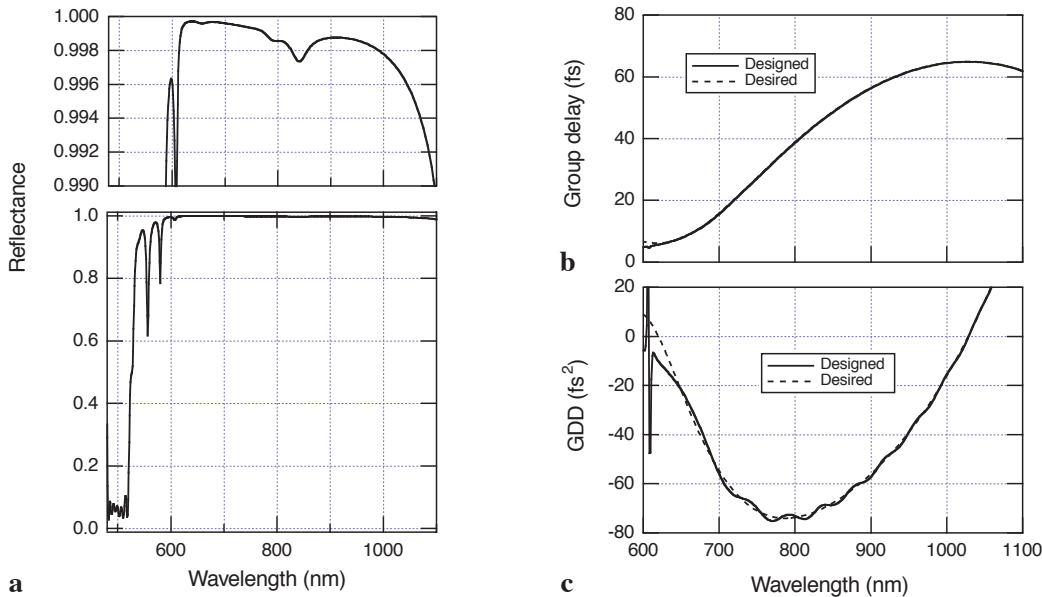 1.000
0.998
0.996
0.994
0.992
0.990
1.0
0.8
0.6
0.4
0.2
0.0
Reflectance
600
800
1000
Wavelength (nm)
a
80
60
40
20
0
Group delay (fs)
Designed
Desired
b
20
0
-20
-40
-60
-80
GDD (fs²)
Designed
Desired
600
700
800
900
1000
1100
Wavelength (nm)
c